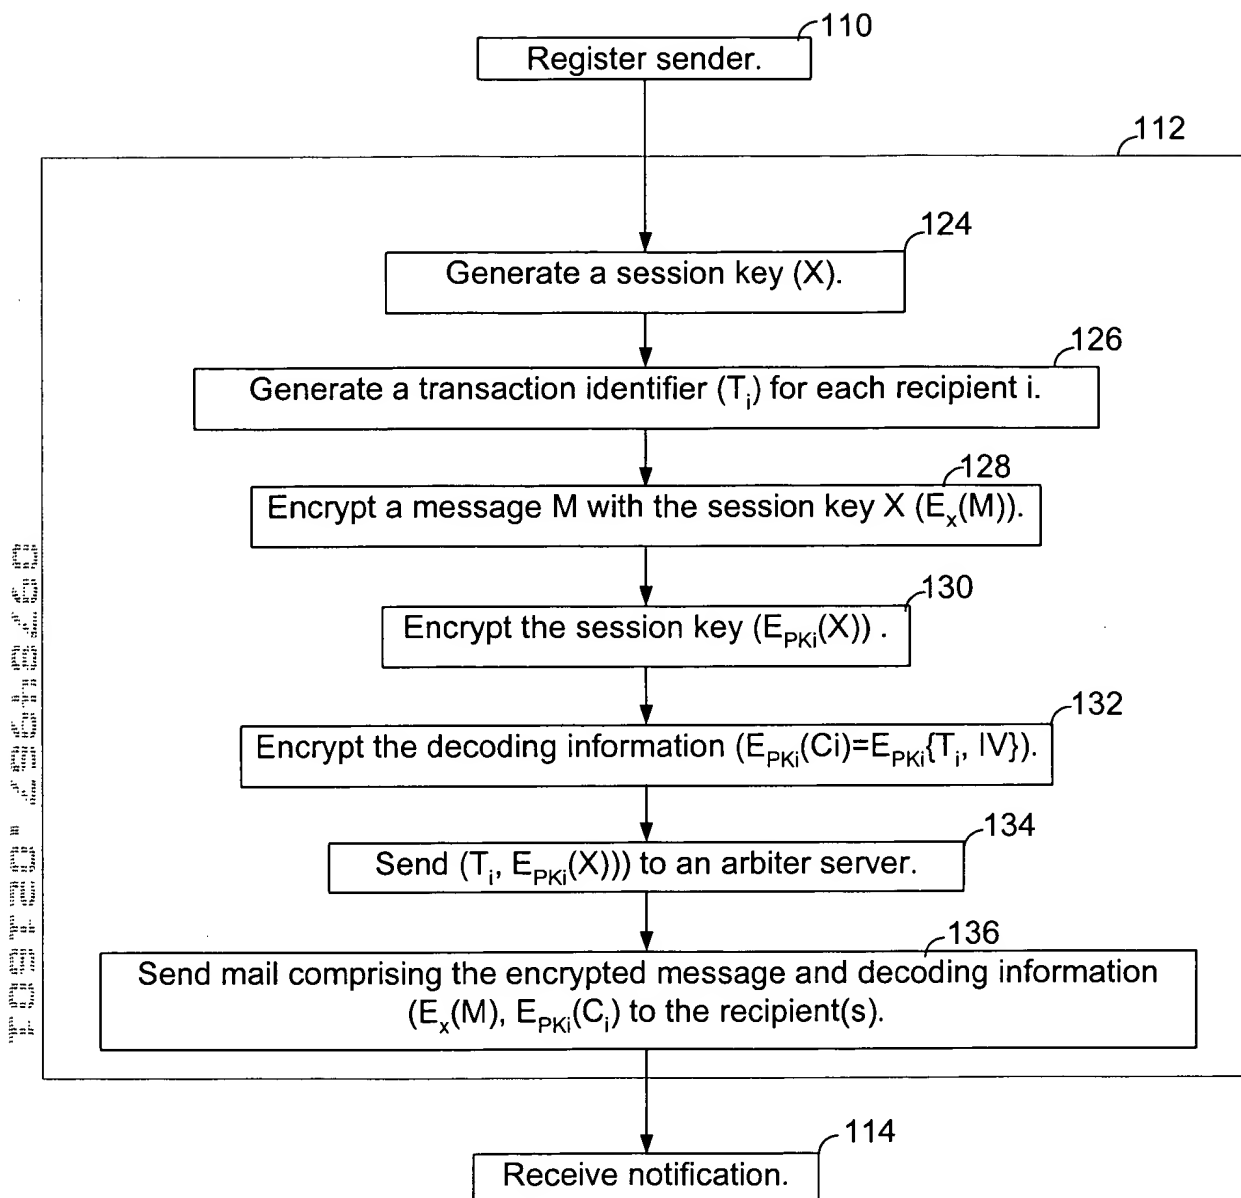 110
Register sender.
112
124
Generate a session key (X).
126
Generate a transaction identifier (Tᵢ) for each recipient i.
128
Encrypt a message M with the session key X (Eₓ(M)).
130
Encrypt the session key (E_PKi(X)) .
132
Encrypt the decoding information (E_PKi(Ci)=E_PKi{Tᵢ, IV}).
134
Send (Tᵢ, E_PKi(X))) to an arbiter server.
136
Send mail comprising the encrypted message and decoding information
(Eₓ(M), E_PKi(Cᵢ) to the recipient(s).
114
Receive notification.